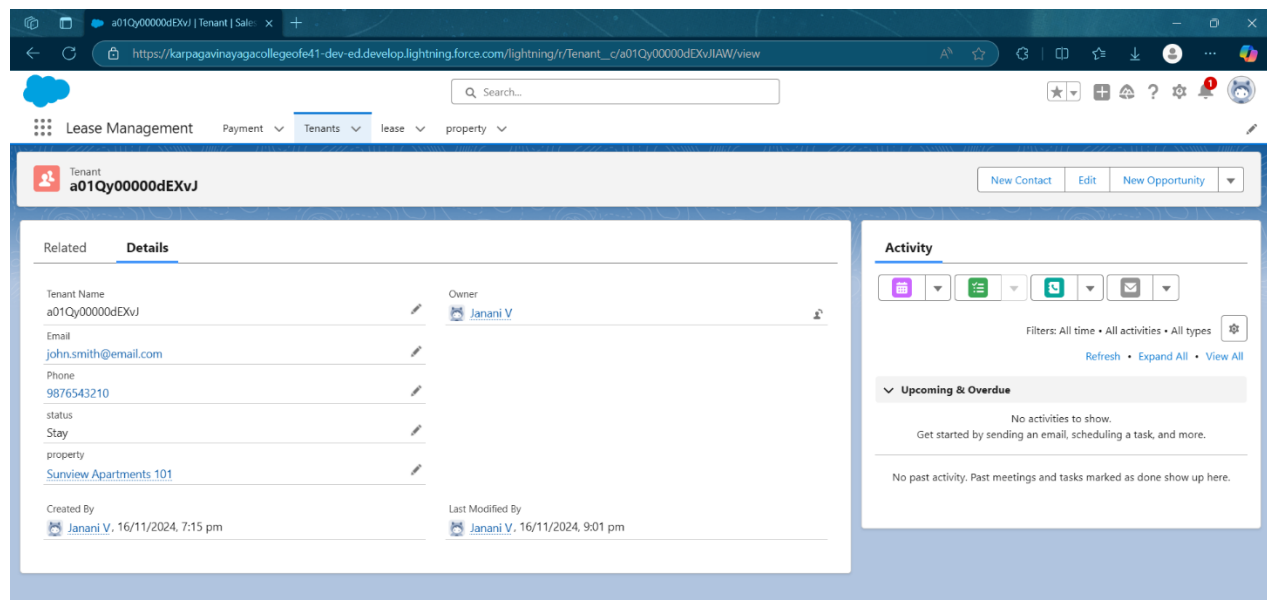 a01Qy00000dEXvJ | Tenant | Sales
https://karpagavinayagacollegeofe41-dev-ed.develop.lightning.force.com/lightning/r/Tenant__c/a01Qy00000dEXvJIAW/view
Search...
1
Lease Management Payment Tenants lease property
Tenant
a01Qy00000dEXvJ
New Contact Edit New Opportunity
Related Details
Tenant Name
a01Qy00000dEXvJ
Owner
Janani V
Email
john.smith@email.com
Phone
9876543210
status
Stay
property
Sunview Apartments 101
Created By
Janani V, 16/11/2024, 7:15 pm
Last Modified By
Janani V, 16/11/2024, 9:01 pm
Activity
Filters: All time • All activities • All types
Refresh • Expand All • View All
Upcoming & Overdue
No activities to show.
Get started by sending an email, scheduling a task, and more.
No past activity. Past meetings and tasks marked as done show up here.